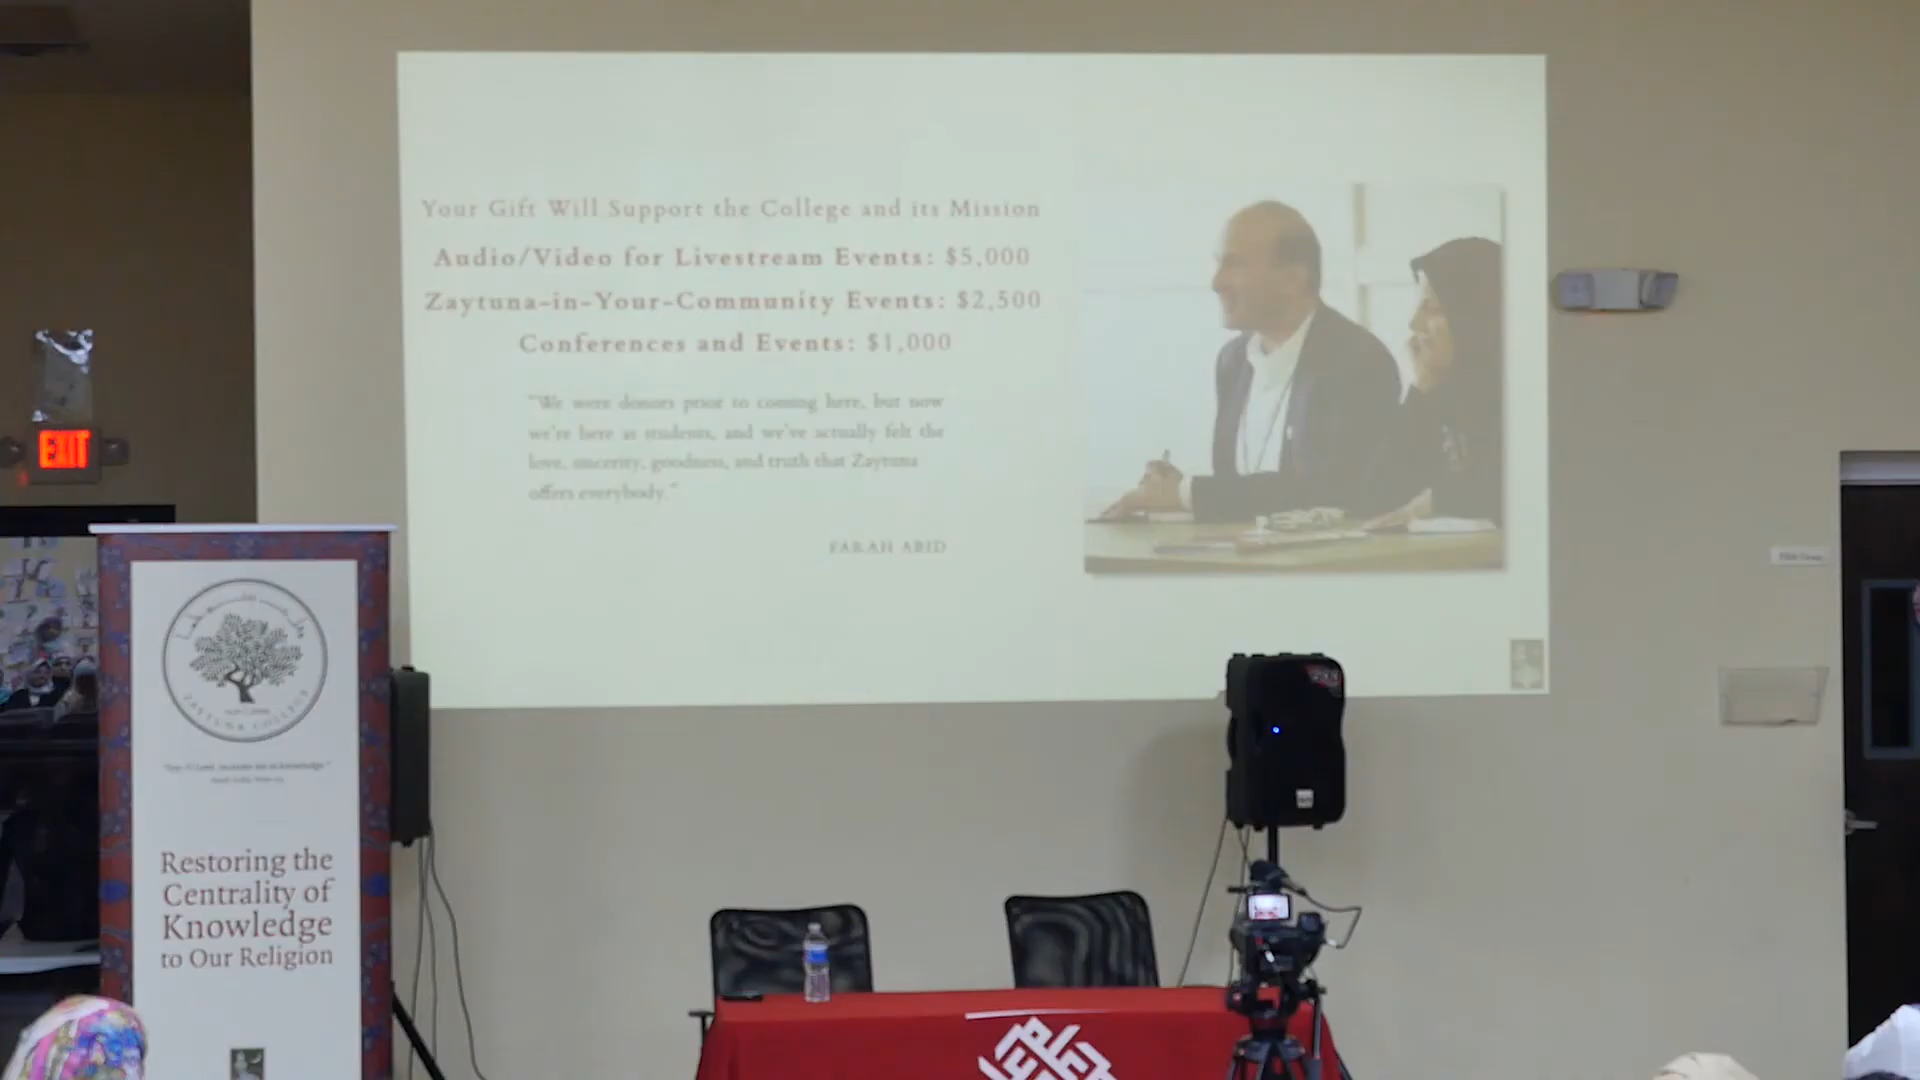 Your Gift Will Support the College and its Mission
Audio/Video for Livestream Events: $5,000
Zaytuna-in-Your-Community Events: $2,500
Conferences and Events: $1,000
"We were donors prior to coming here, but now
we're here as students, and we've actually felt the
love, sincerity, goodness, and truth that Zaytuna
offers everybody."
FARAH ABID
EXIT
ZAYTUNA COLLEGE
Restoring the
Centrality of
Knowledge
to Our Religion